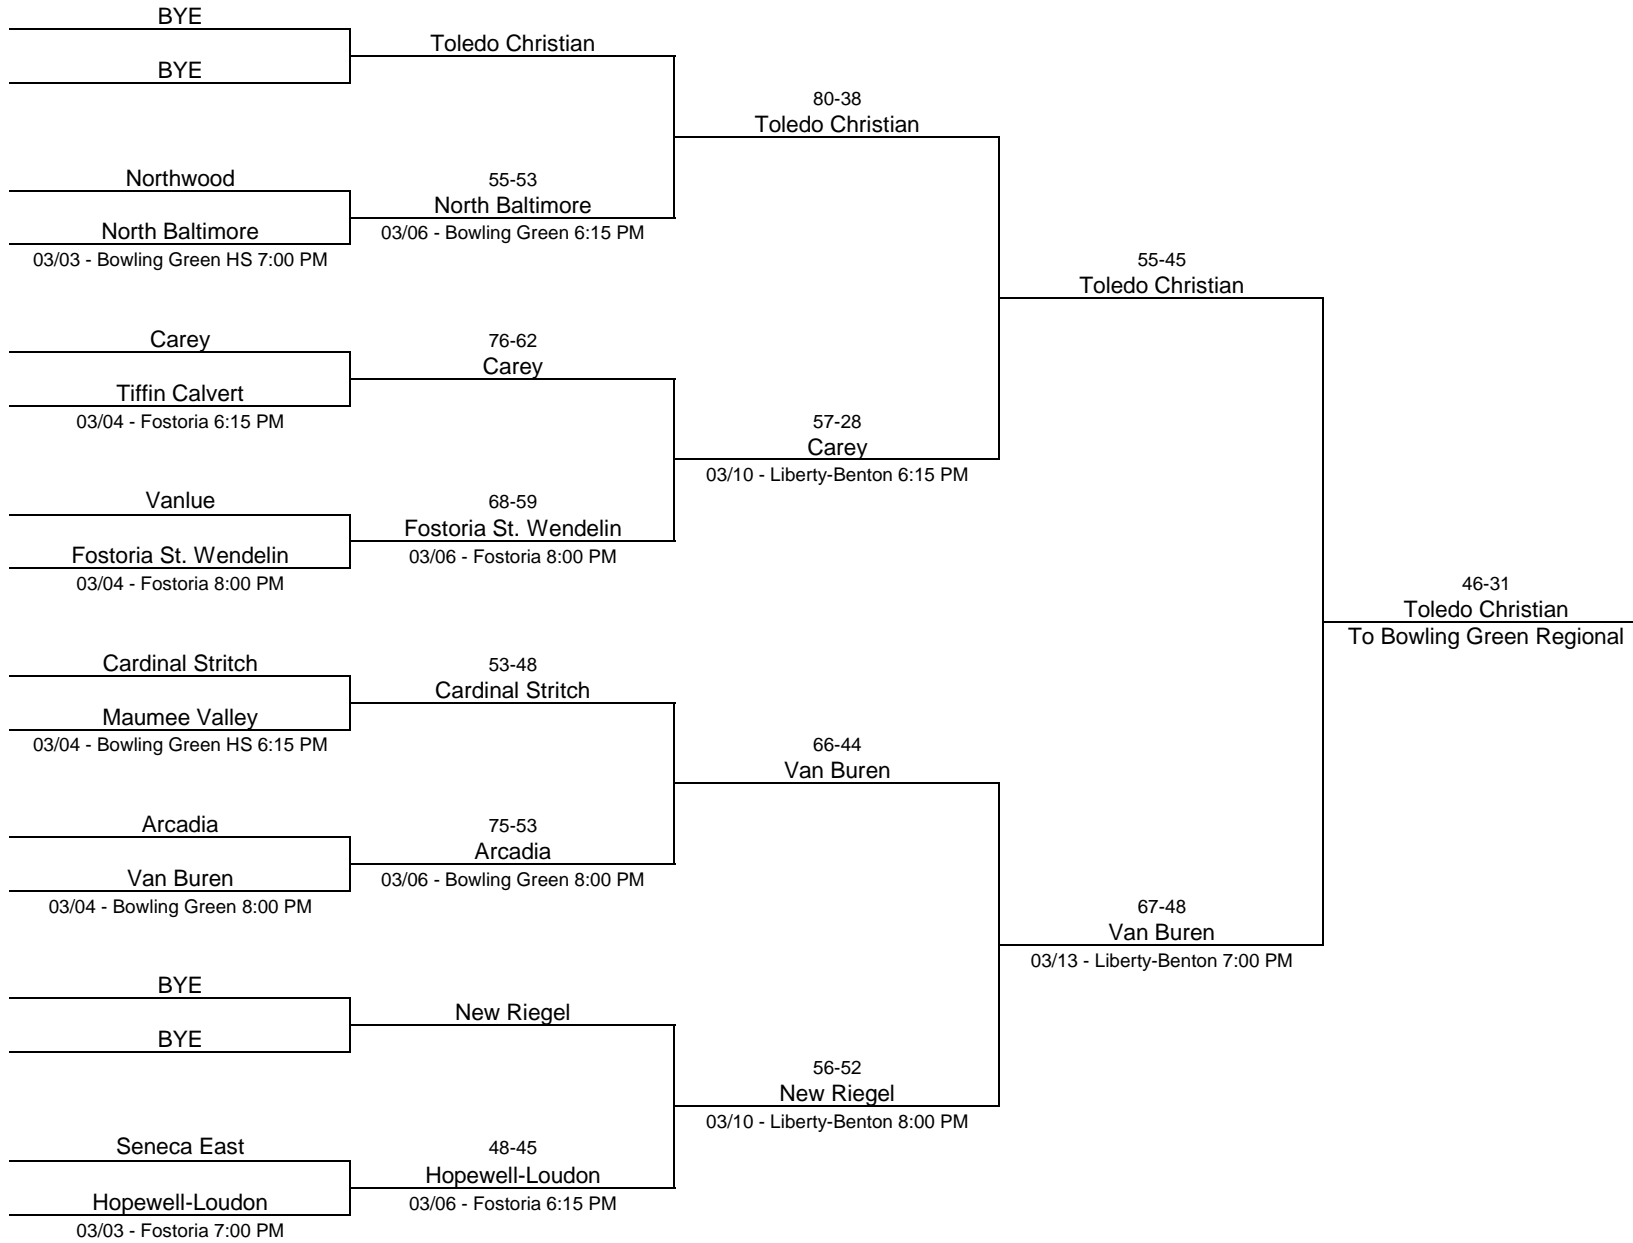 BYE
BYE
Northwood
North Baltimore
03/03 - Bowling Green HS 7:00 PM
Carey
Tiffin Calvert
03/04 - Fostoria 6:15 PM
Vanlue
Fostoria St. Wendelin
03/04 - Fostoria 8:00 PM
Cardinal Stritch
Maumee Valley
03/04 - Bowling Green HS 6:15 PM
Arcadia
Van Buren
03/04 - Bowling Green 8:00 PM
BYE
BYE
Seneca East
Hopewell-Loudon
03/03 - Fostoria 7:00 PM
Toledo Christian
55-53
North Baltimore
03/06 - Bowling Green 6:15 PM
76-62
Carey
68-59
Fostoria St. Wendelin
03/06 - Fostoria 8:00 PM
53-48
Cardinal Stritch
75-53
Arcadia
03/06 - Bowling Green 8:00 PM
New Riegel
48-45
Hopewell-Loudon
03/06 - Fostoria 6:15 PM
80-38
Toledo Christian
57-28
Carey
03/10 - Liberty-Benton 6:15 PM
66-44
Van Buren
56-52
New Riegel
03/10 - Liberty-Benton 8:00 PM
55-45
Toledo Christian
67-48
Van Buren
03/13 - Liberty-Benton 7:00 PM
46-31
Toledo Christian
To Bowling Green Regional